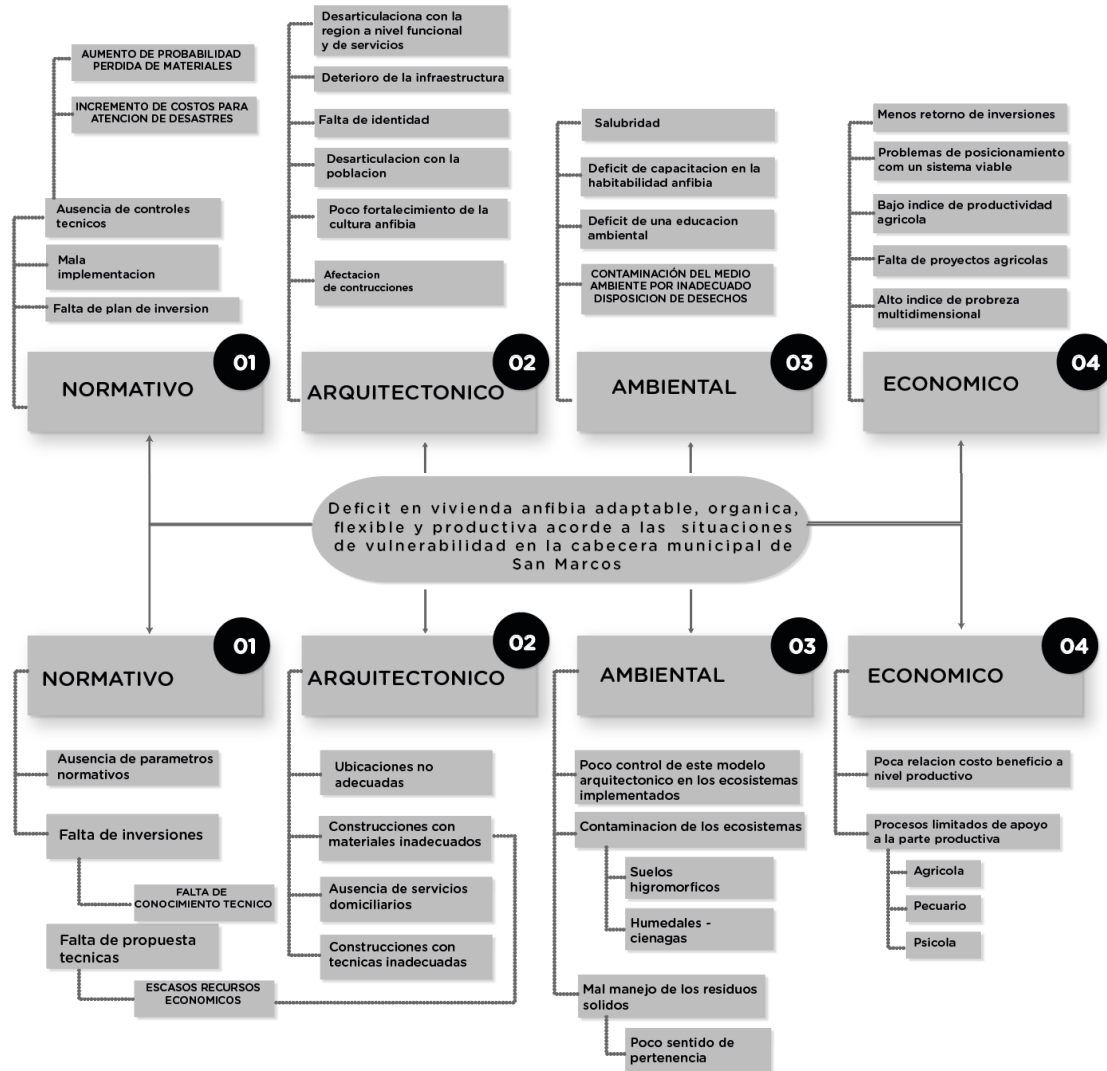 AUMENTO DE PROBABILIDAD
PERDIDA DE MATERIALES
INCREMENTO DE COSTOS PARA
ATENCION DE DESASTRES
Ausencia de controles
tecnicos
Mala
implementacion
Falta de plan de inversion
01
NORMATIVO
Desarticulaciona con la
region a nivel funcional
y de servicios
Deterioro de la infraestructura
Falta de identidad
Desarticulacion con la
poblacion
Poco fortalecimiento de la
cultura anfibia
Afectacion
de contrucciones
02
ARQUITECTONICO
Salubridad
Deficit de capacitacion en la
habitabilidad anfibia
Deficit de una educacion
ambiental
CONTAMINACIÓN DEL MEDIO
AMBIENTE POR INADECUADO
DISPOSICION DE DESECHOS
03
AMBIENTAL
Menos retorno de inversiones
Problemas de posicionamiento
com un sistema viable
Bajo indice de productividad
agricola
Falta de proyectos agricolas
Alto indice de probreza
multidimensional
04
ECONOMICO
Deficit en vivienda anfibia adaptable, organica,
flexible y productiva acorde a las situaciones
de vulnerabilidad en la cabecera municipal de
San Marcos
01
NORMATIVO
Ausencia de parametros
normativos
Falta de inversiones
FALTA DE
CONOCIMIENTO TECNICO
Falta de propuesta
tecnicas
ESCASOS RECURSOS
ECONOMICOS
02
ARQUITECTONICO
Ubicaciones no
adecuadas
Construcciones con
materiales inadecuados
Ausencia de servicios
domiciliarios
Construcciones con
tecnicas inadecuadas
03
AMBIENTAL
Poco control de este modelo
arquitectonico en los ecosistemas
implementados
Contaminacion de los ecosistemas
Suelos
higromorficos
Humedales -
cienagas
Mal manejo de los residuos
solidos
Poco sentido de
pertenencia
04
ECONOMICO
Poca relacion costo beneficio a
nivel productivo
Procesos limitados de apoyo
a la parte productiva
Agricola
Pecuario
Psicola